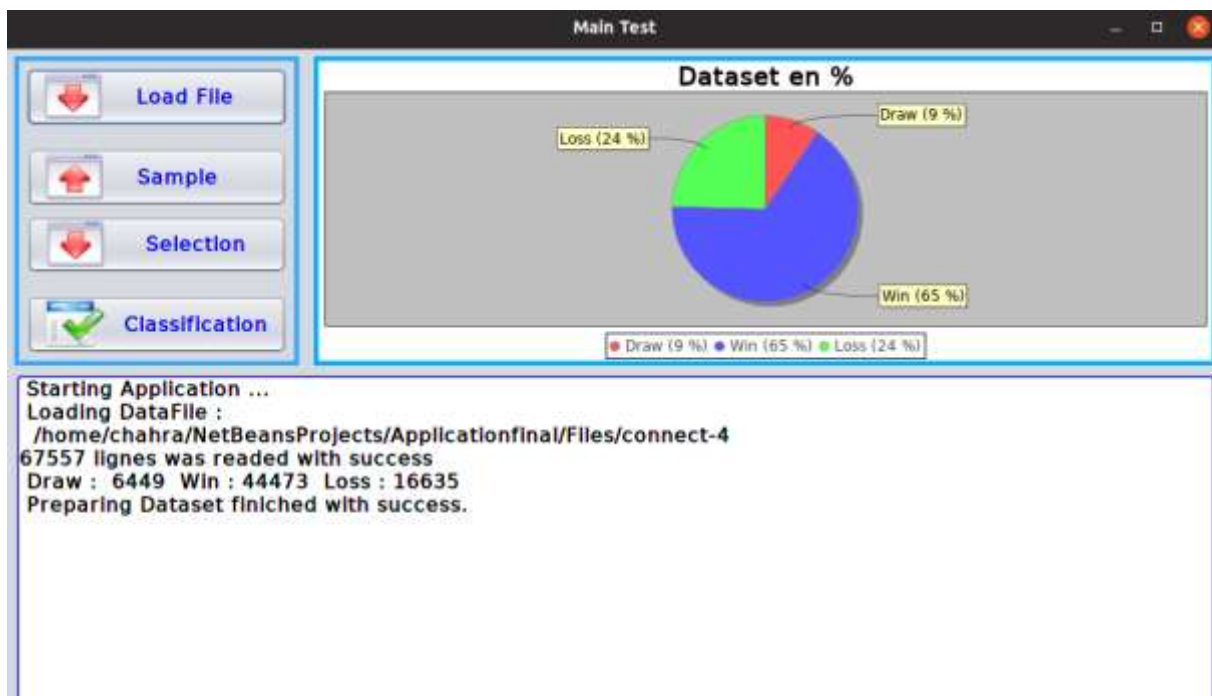 Main Test
Load File
Sample
Selection
Classification
Dataset en %
Draw (9 %)
Loss (24 %)
Win (65 %)
Draw (9 %) Win (65 %) Loss (24 %)
Starting Application ...
Loading DataFile :
/home/chahra/NetBeansProjects/Applicationfinal/Files/connect-4
67557 lignes was readed with success
Draw : 6449 Win : 44473 Loss : 16635
Preparing Dataset finiched with success.